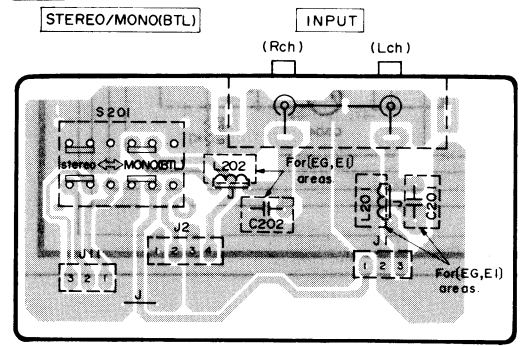 STEREO/MONO(BTL)
INPUT
(Rch)
(Lch)
S201
stereo ⇔ MONO(BTL)
L202
For(EG,EI)
areas.
J
C202
L201
J
C201
J2
1 2 3 4
J1
3 2 1
J
J
1 2 3
For(EG,EI)
areas.